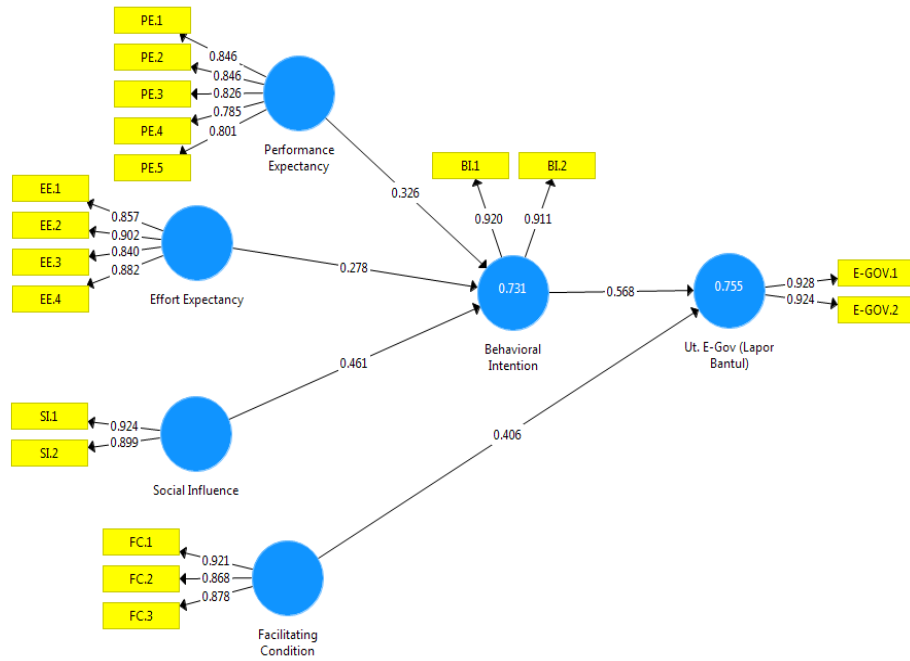 PE.1
PE.2
PE.3
PE.4
PE.5
0.846
0.846
0.826
0.785
0.801
Performance
Expectancy
0.326
EE.1
EE.2
EE.3
EE.4
0.857
0.902
0.840
0.882
Effort Expectancy
0.278
BI.1
BI.2
0.920
0.911
0.731
Behavioral
Intention
0.568
0.755
Ut. E-Gov (Lapor
Bantul)
0.928
0.924
E-GOV.1
E-GOV.2
SI.1
SI.2
0.924
0.899
Social Influence
0.461
0.406
FC.1
FC.2
FC.3
0.921
0.868
0.878
Facilitating
Condition